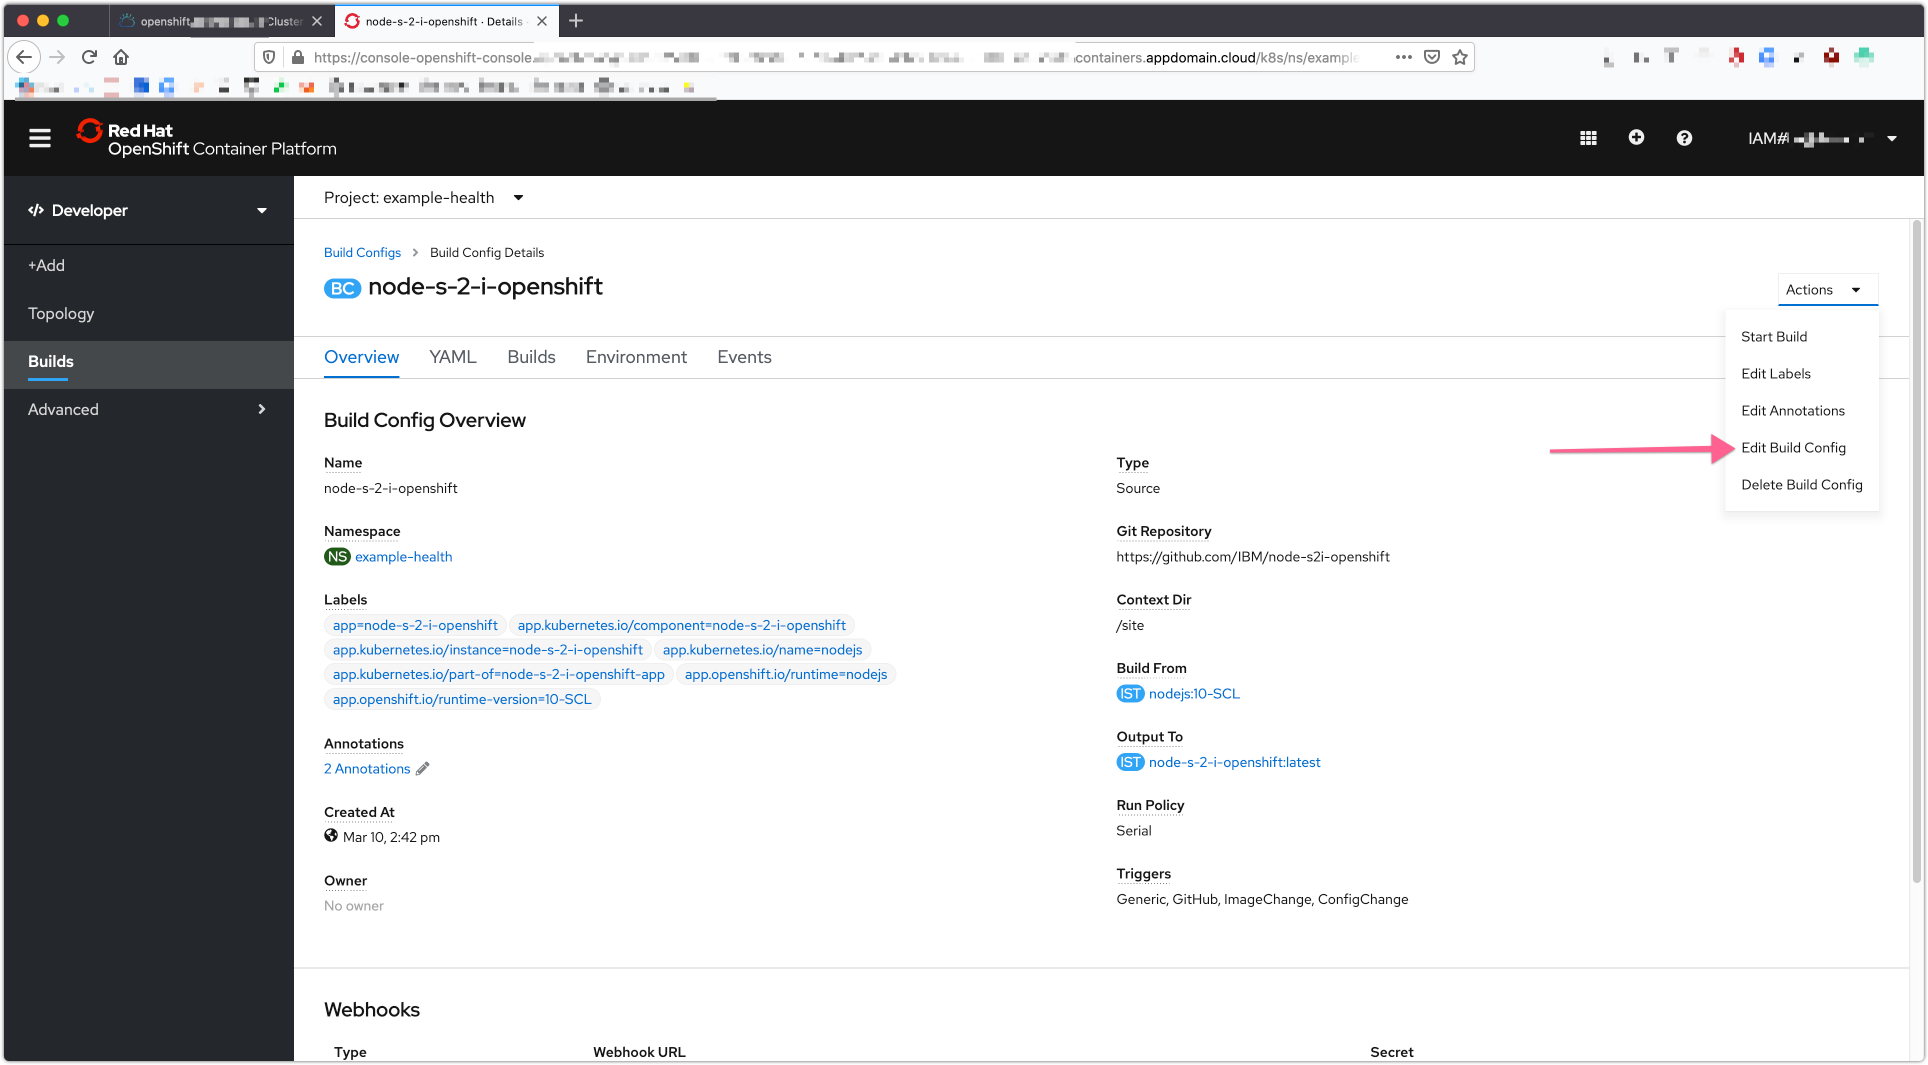 openshift
Cluster
node-s-2-i-openshift · Details
https://console-openshift-console.
containers.appdomain.cloud/k8s/ns/example
Red Hat
OpenShift Container Platform
IAM#
Developer
Project: example-health
+Add
Topology
Builds
Advanced
Build Configs > Build Config Details
BC node-s-2-i-openshift
Actions
Start Build
Edit Labels
Edit Annotations
Edit Build Config
Delete Build Config
Overview YAML Builds Environment Events
Build Config Overview
Name
node-s-2-i-openshift
Namespace
NS example-health
Labels
app=node-s-2-i-openshift app.kubernetes.io/component=node-s-2-i-openshift
app.kubernetes.io/instance=node-s-2-i-openshift app.kubernetes.io/name=nodejs
app.kubernetes.io/part-of=node-s-2-i-openshift-app app.openshift.io/runtime=nodejs
app.openshift.io/runtime-version=10-SCL
Annotations
2 Annotations
Created At
Mar 10, 2:42 pm
Owner
No owner
Type
Source
Git Repository
https://github.com/IBM/node-s2i-openshift
Context Dir
/site
Build From
IST nodejs:10-SCL
Output To
IST node-s-2-i-openshift:latest
Run Policy
Serial
Triggers
Generic, GitHub, ImageChange, ConfigChange
Webhooks
Type Webhook URL Secret